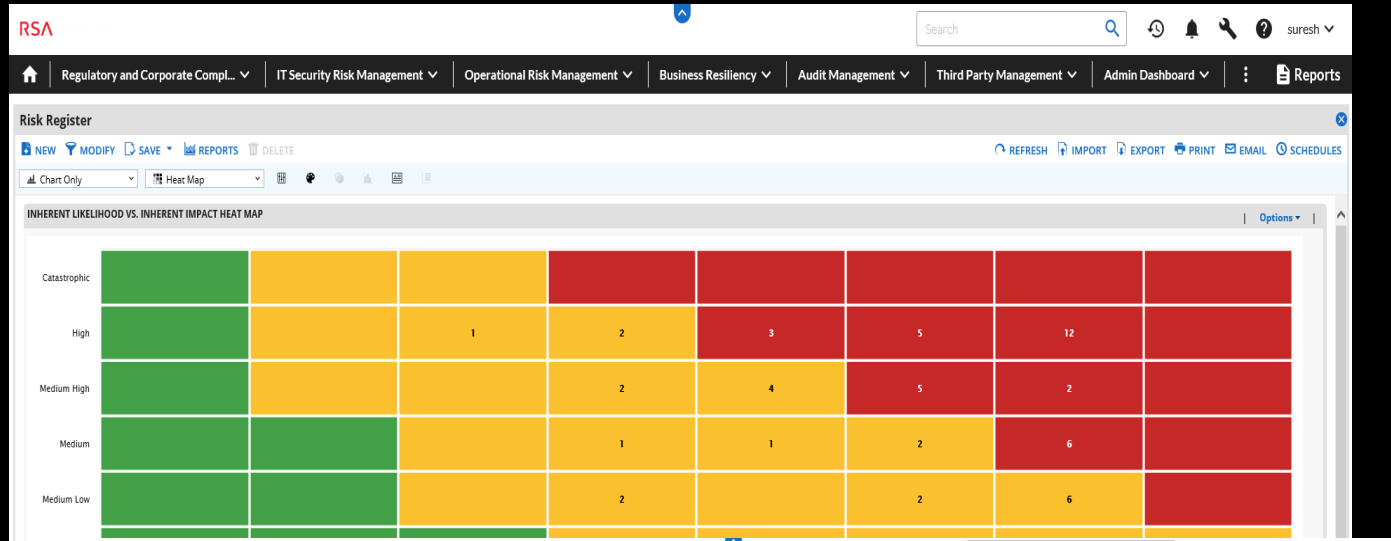 RSA
Search
suresh
Regulatory and Corporate Compl...
IT Security Risk Management
Operational Risk Management
Business Resiliency
Audit Management
Third Party Management
Admin Dashboard
Reports
Risk Register
NEW MODIFY SAVE REPORTS DELETE
REFRESH IMPORT EXPORT PRINT EMAIL SCHEDULES
Chart Only
Heat Map
INHERENT LIKELIHOOD VS. INHERENT IMPACT HEAT MAP
| Options |
Catastrophic
High 1 2 3 5 12
Medium High 2 4 5 2
Medium 1 1 2 6
Medium Low 2 2 6